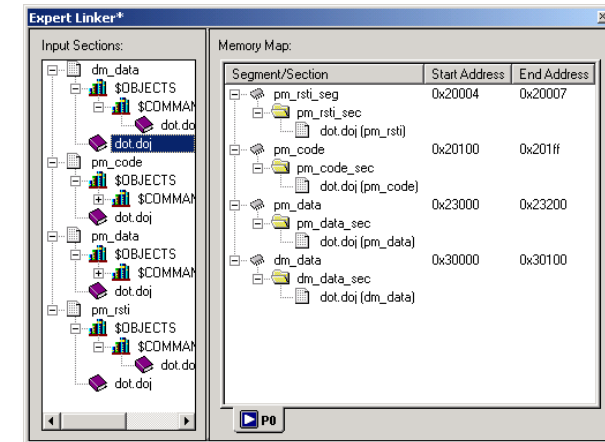 Expert Linker*
Input Sections:
dm_data
$OBJECTS
$COMMAN
dot.do
dot.doj
pm_code
$OBJECTS
$COMMAN
dot.doj
pm_data
$OBJECTS
$COMMAN
dot.doj
pm_rsti
$OBJECTS
$COMMAN
dot.do
dot.doj
Memory Map:
Segment/Section Start Address End Address
pm_rsti_seg 0x20004 0x20007
pm_rsti_sec
dot.doj (pm_rsti)
pm_code 0x20100 0x201ff
pm_code_sec
dot.doj (pm_code)
pm_data 0x23000 0x23200
pm_data_sec
dot.doj (pm_data)
dm_data 0x30000 0x30100
dm_data_sec
dot.doj (dm_data)
P0